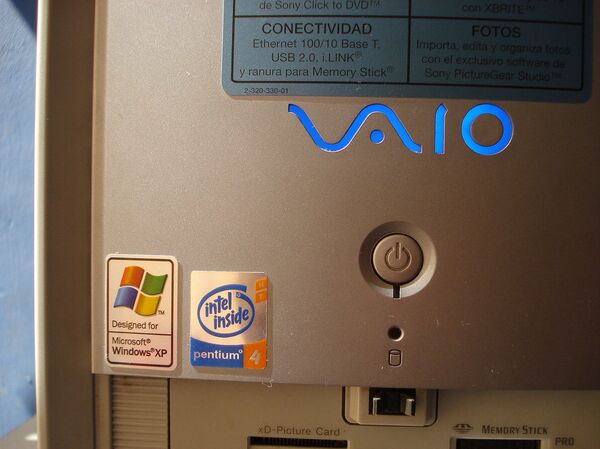 de Sony Click to DVD™
con XBRITE™
CONECTIVIDAD
Ethernet 100/10 Base T,
USB 2.0, i.LINK®
y ranura para Memory Stick®
FOTOS
Importa, edita y organiza fotos
con el exclusivo software de
Sony PictureGear Studio™
2-320-330-01
VAIO
TM
Designed for
Microsoft®
Windows®XP
intel®
inside
pentium® 4
xD-Picture Card
MEMORY STICK
PRO